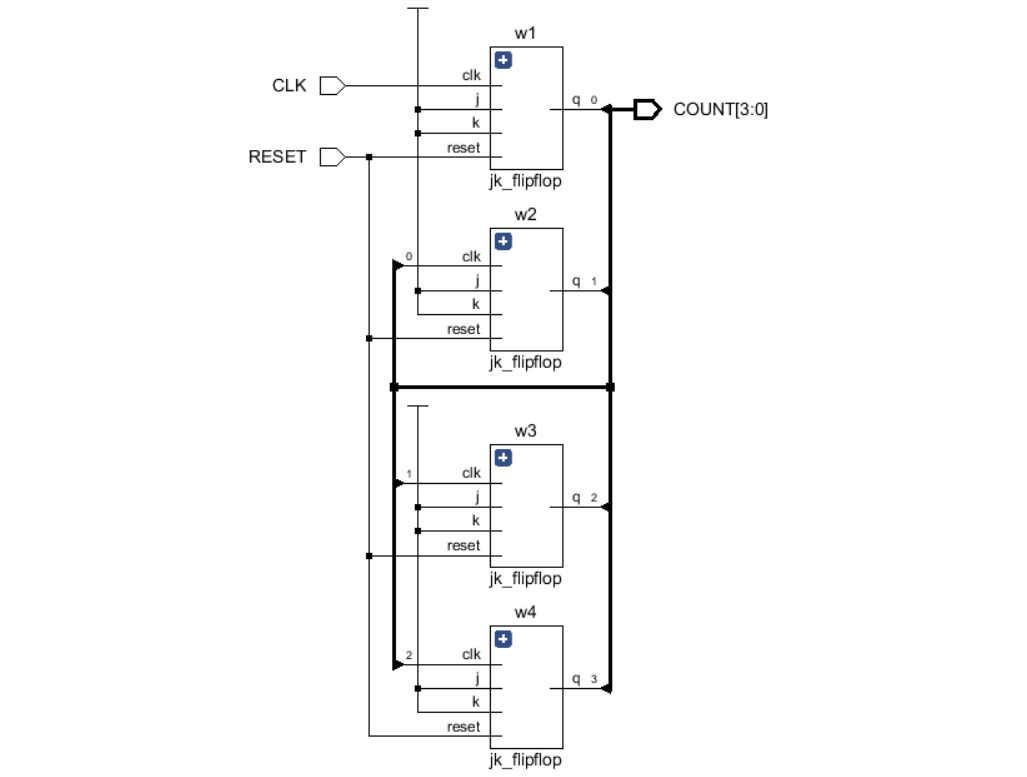 w1
CLK
clk
j
q 0
COUNT[3:0]
k
RESET
reset
jk_flipflop
w2
0
clk
j
q 1
k
reset
jk_flipflop
w3
1
clk
j
q 2
k
reset
jk_flipflop
w4
2
clk
j
q 3
k
reset
jk_flipflop